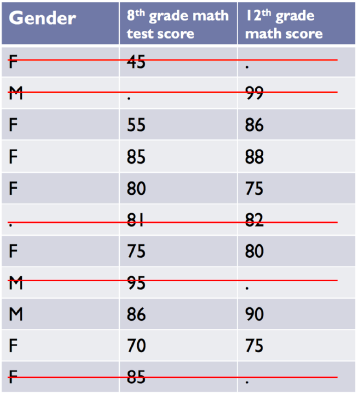 Gender 8th grade math test score 12th grade math score
F 45 .
M . 99
F 55 86
F 85 88
F 80 75
. 81 82
F 75 80
M 95 .
M 86 90
F 70 75
F 85 .